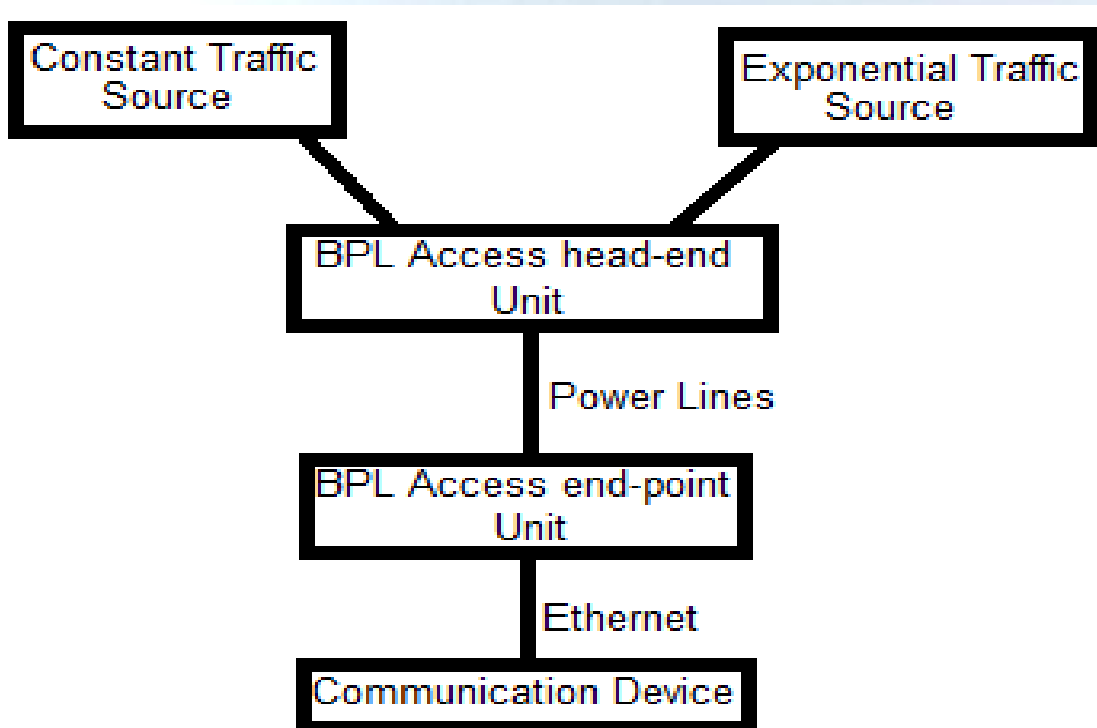 Constant Traffic
Source
Exponential Traffic
Source
BPL Access head-end
Unit
Power Lines
BPL Access end-point
Unit
Ethernet
Communication Device